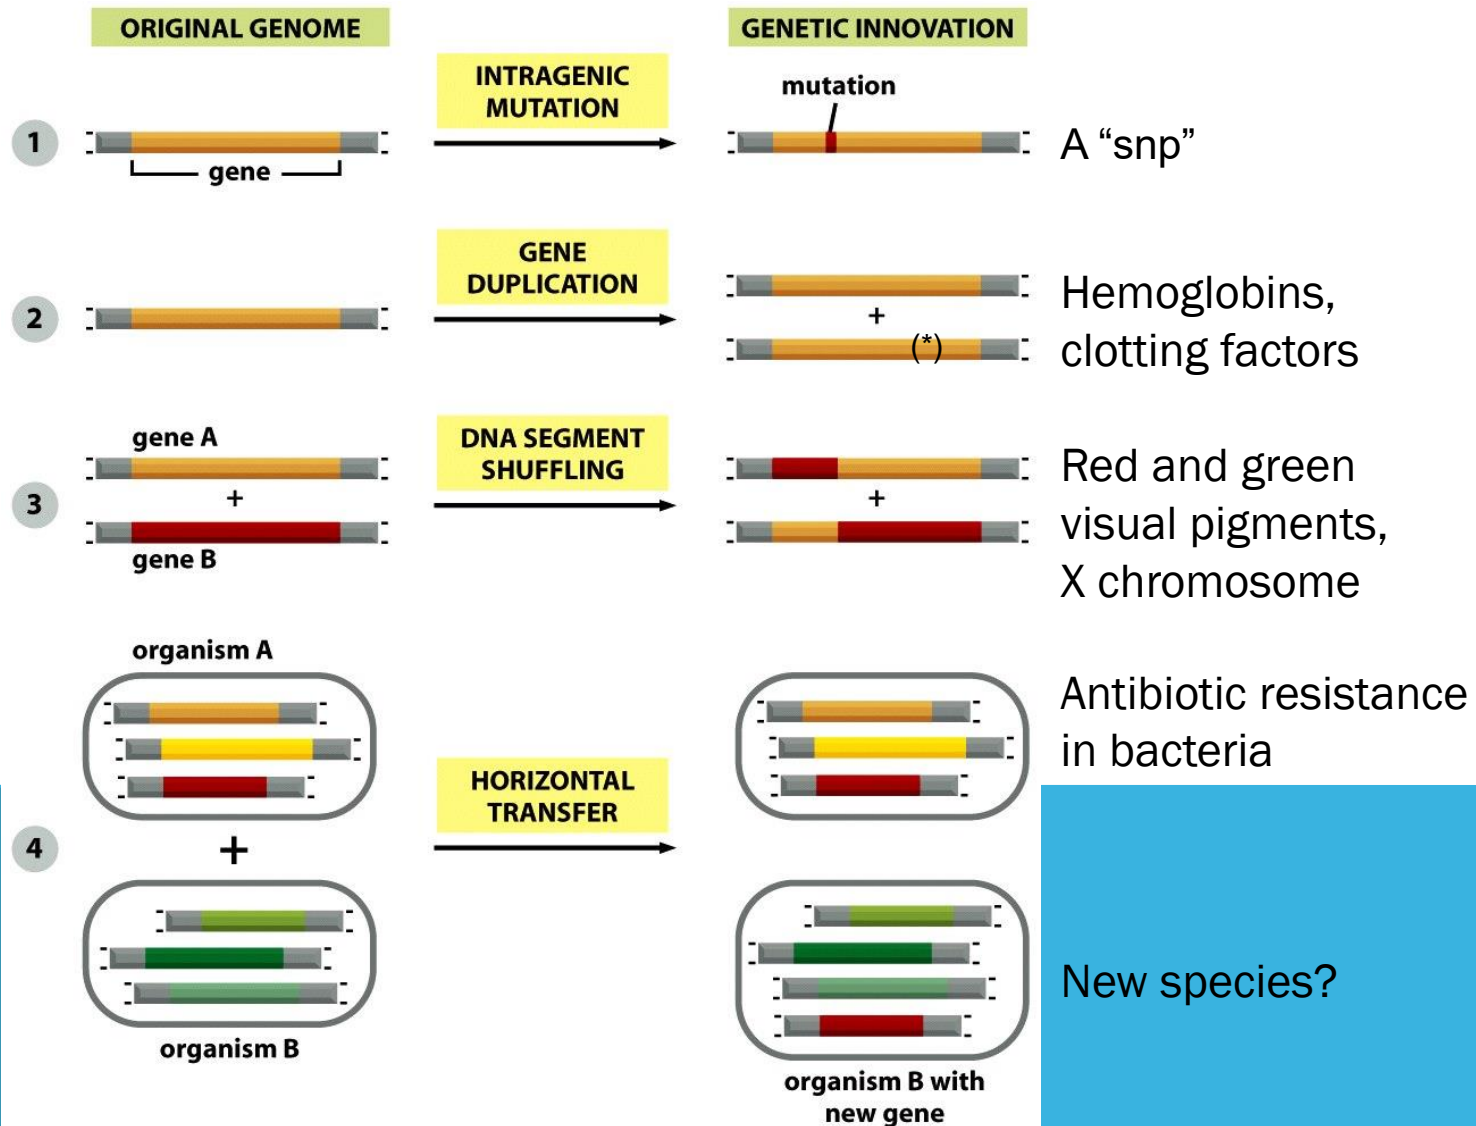 ORIGINAL GENOME
GENETIC INNOVATION
1
gene
INTRAGENIC
MUTATION
mutation
A “snp”
2
GENE
DUPLICATION
+
(*)
Hemoglobins,
clotting factors
3
gene A
+
gene B
DNA SEGMENT
SHUFFLING
+
Red and green
visual pigments,
X chromosome
4
organism A
+
organism B
HORIZONTAL
TRANSFER
organism B with
new gene
Antibiotic resistance
in bacteria
New species?